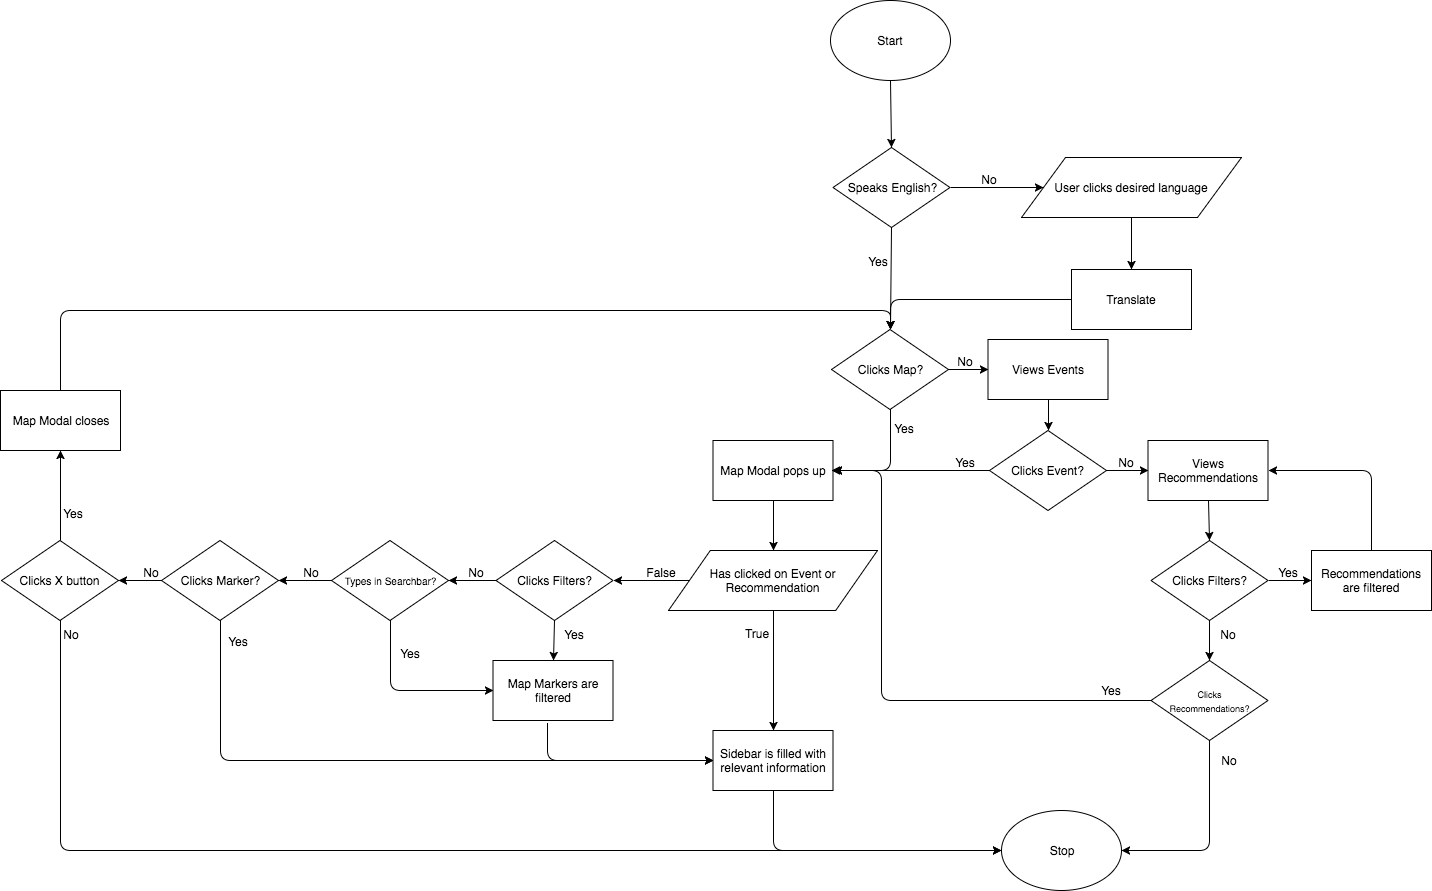 Start
Speaks English?
No
User clicks desired language
Yes
Translate
Clicks Map?
No
Views Events
Map Modal closes
Yes
Map Modal pops up
Yes
Clicks Event?
No
Views
Recommendations
Yes
Clicks X button
No
Clicks Marker?
No
Types in Searchbar?
No
Clicks Filters?
False
Has clicked on Event or
Recommendation
Clicks Filters?
Yes
Recommendations
are filtered
No
Yes
Yes
Yes
True
No
Map Markers are
filtered
Yes
Clicks
Recommendations?
Sidebar is filled with
relevant information
No
Stop